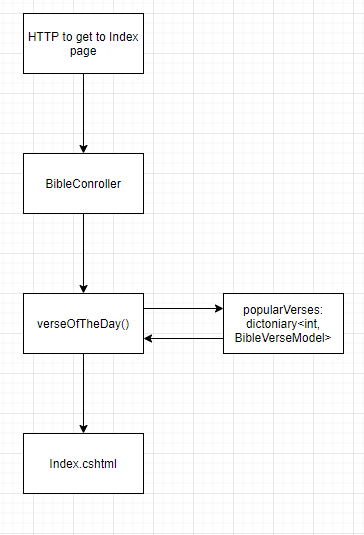 HTTP to get to Index
page
BibleConroller
verseOfTheDay()
popularVerses:
dictoniary<int,
BibleVerseModel>
Index.cshtml